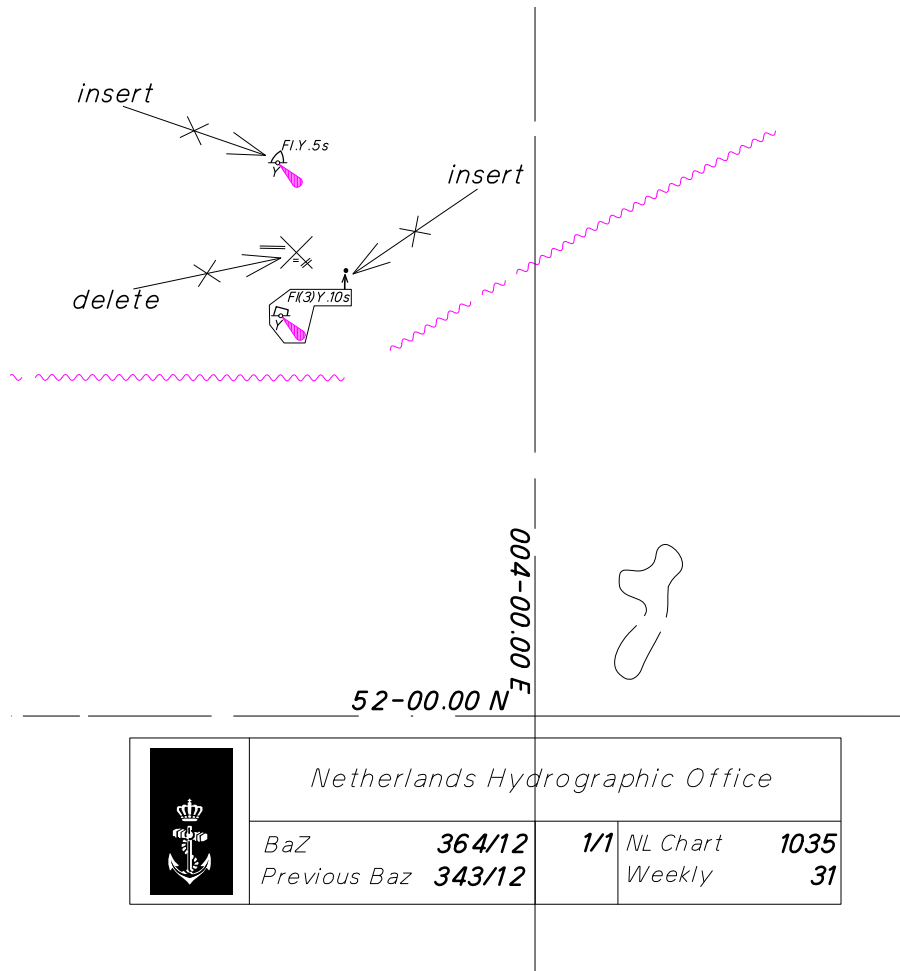 insert
Fl.Y.5s
Y
insert
delete
Fl(3)Y.10s
Y
004-00.00 E
52-00.00 N
Netherlands Hydrographic Office
BaZ 364/12 1/1 NL Chart 1035
Previous Baz 343/12 Weekly 31